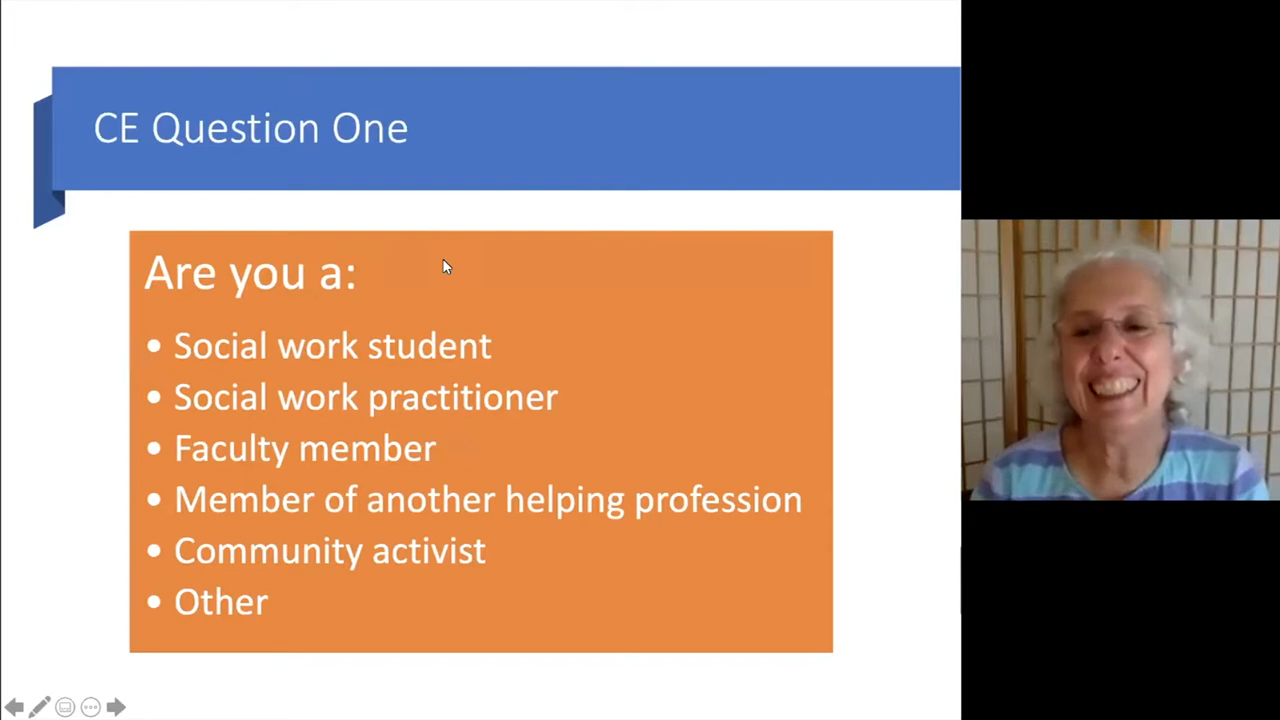 CE Question One
Are you a:
• Social work student
• Social work practitioner
• Faculty member
• Member of another helping profession
• Community activist
• Other